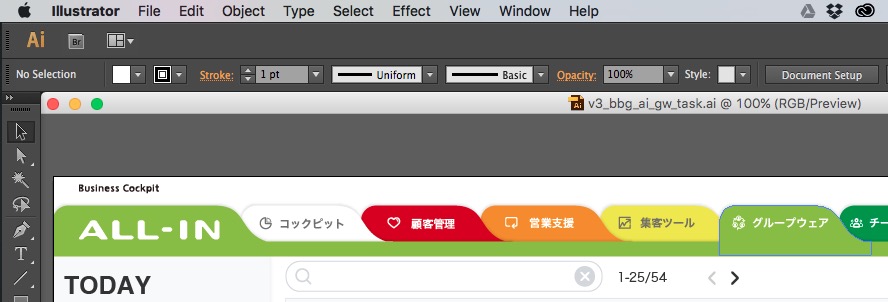 Illustrator File Edit Object Type Select Effect View Window Help
Ai Br
No Selection Stroke: 1 pt Uniform Basic Opacity: 100% Style: Document Setup
Ai v3_bbg_ai_gw_task.ai @ 100% (RGB/Preview)
Business Cockpit
ALL-IN コックピット 顧客管理 営業支援 集客ツール グループウェア チー
TODAY 1-25/54
T